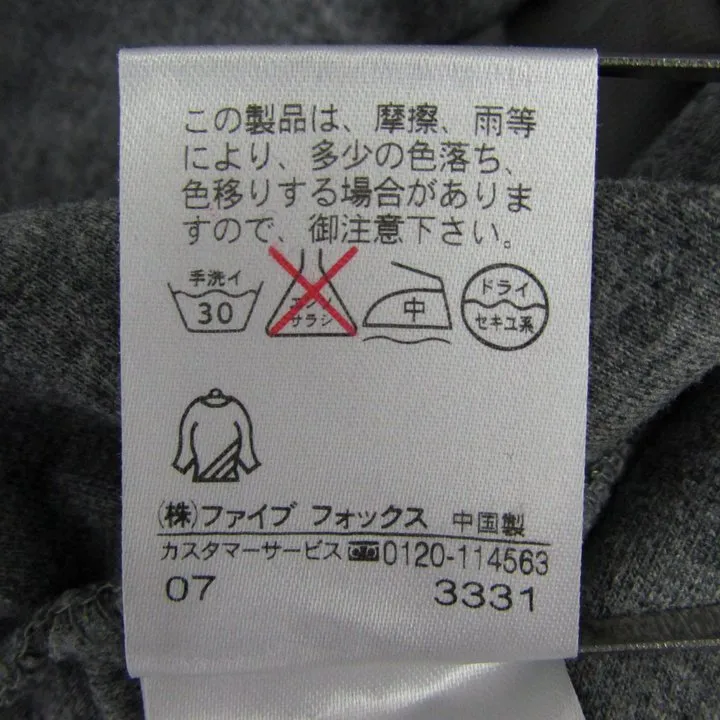 この製品は、摩擦、雨等
により、多少の色落ち、
色移りする場合がありま
すので、御注意下さい。
手洗イ 30
エンソ サラシ
中
ドライ セキユ系
(株)ファイブ フォックス 中国製
カスタマーサービス 0120-114563
07 3331